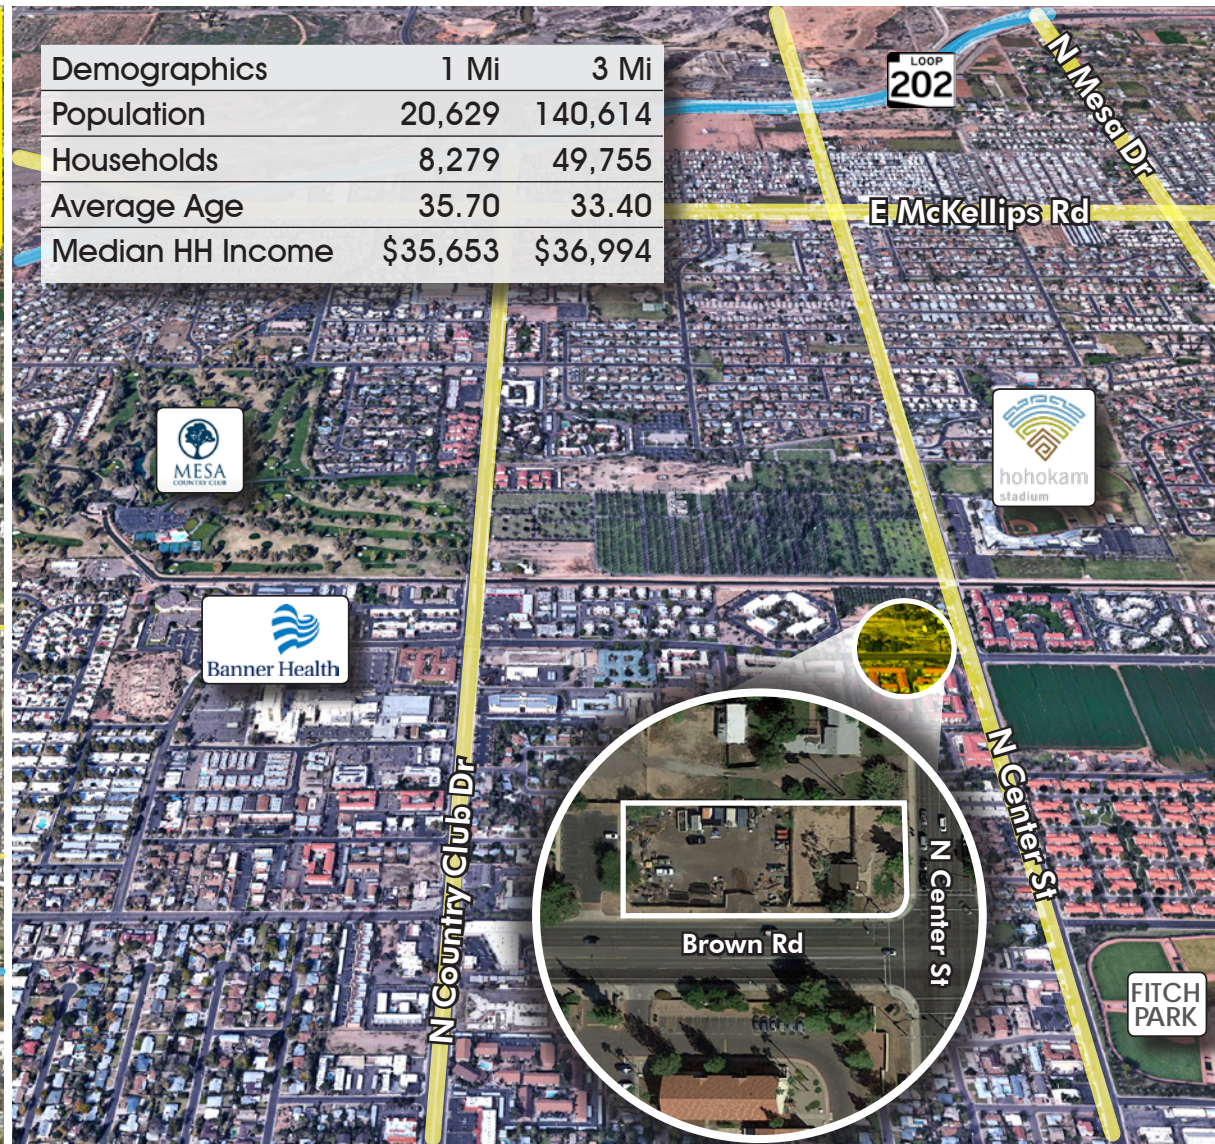 Demographics 1 Mi 3 Mi
Population 20,629 140,614
Households 8,279 49,755
Average Age 35.70 33.40
Median HH Income $35,653 $36,994
LOOP
202
N Mesa Dr
E McKellips Rd
MESA
COUNTRY CLUB
hohokam
stadium
Banner Health
N Country Club Dr
N Center St
Brown Rd
N Center St
FITCH
PARK